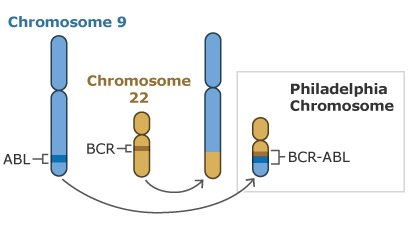 Chromosome 9
Chromosome
22
Philadelphia
Chromosome
ABL
BCR
BCR-ABL